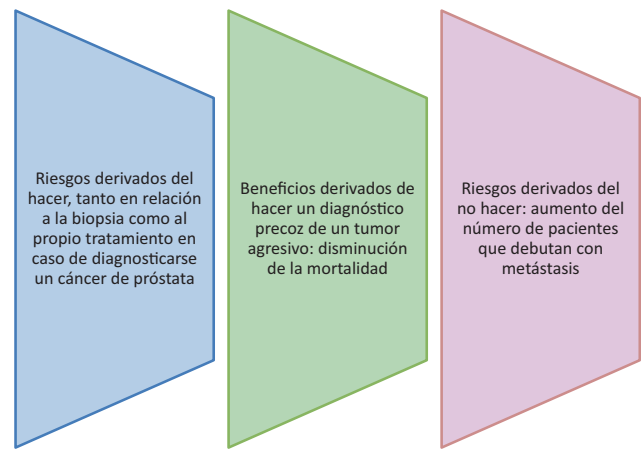 Riesgos derivados del
hacer, tanto en relación
a la biopsia como al
propio tratamiento en
caso de diagnosticarse
un cáncer de próstata
Beneficios derivados de
hacer un diagnóstico
precoz de un tumor
agresivo: disminución
de la mortalidad
Riesgos derivados del
no hacer: aumento del
número de pacientes
que debutan con
metástasis